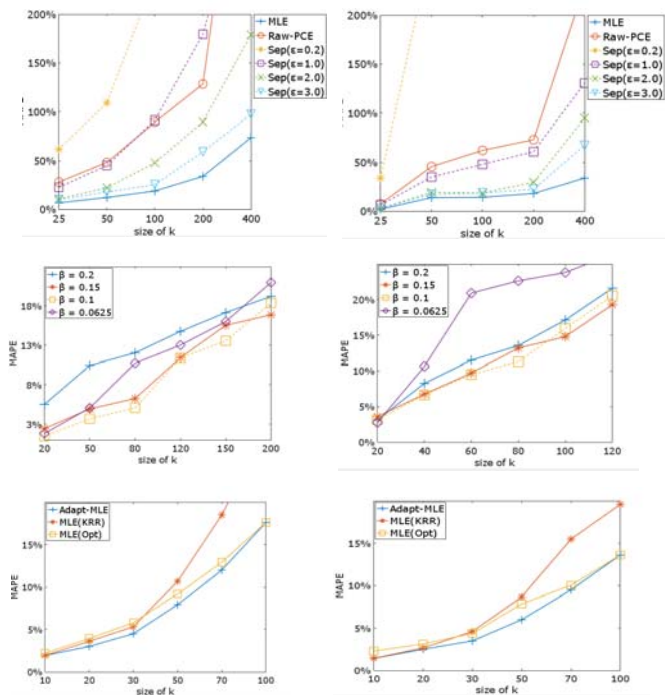 200%
150%
100%
50%
0%
25 50 100 200 400
size of k
MLE
Raw-PCE
Sep(ε=0.2)
Sep(ε=1.0)
Sep(ε=2.0)
Sep(ε=3.0)
200%
150%
100%
50%
0%
25 50 100 200 400
size of k
MLE
Raw-PCE
Sep(ε=0.2)
Sep(ε=1.0)
Sep(ε=2.0)
Sep(ε=3.0)
β = 0.2
β = 0.15
β = 0.1
β = 0.0625
MAPE
18%
13%
8%
3%
20 50 80 120 150 200
size of k
β = 0.2
β = 0.15
β = 0.1
β = 0.0625
MAPE
20%
15%
10%
5%
0%
20 40 60 80 100 120
size of k
Adapt-MLE
MLE(KRR)
MLE(Opt)
MAPE
15%
10%
5%
0%
10 20 30 50 70 100
size of k
Adapt-MLE
MLE(KRR)
MLE(Opt)
MAPE
15%
10%
5%
0%
10 20 30 50 70 100
size of k